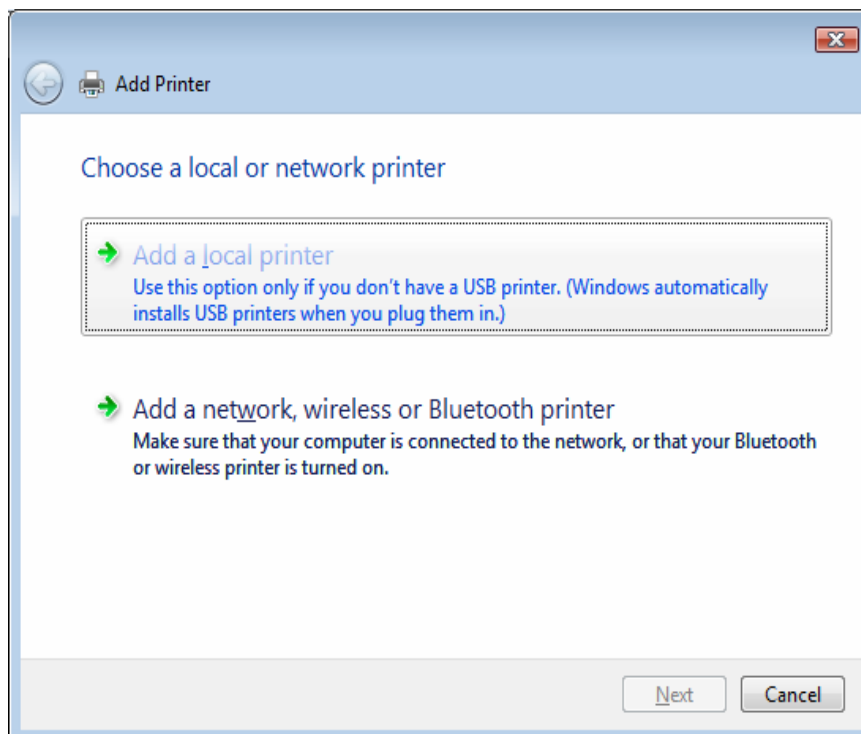 Add Printer
Choose a local or network printer
Add a local printer
Use this option only if you don't have a USB printer. (Windows automatically
installs USB printers when you plug them in.)
Add a network, wireless or Bluetooth printer
Make sure that your computer is connected to the network, or that your Bluetooth
or wireless printer is turned on.
Next
Cancel